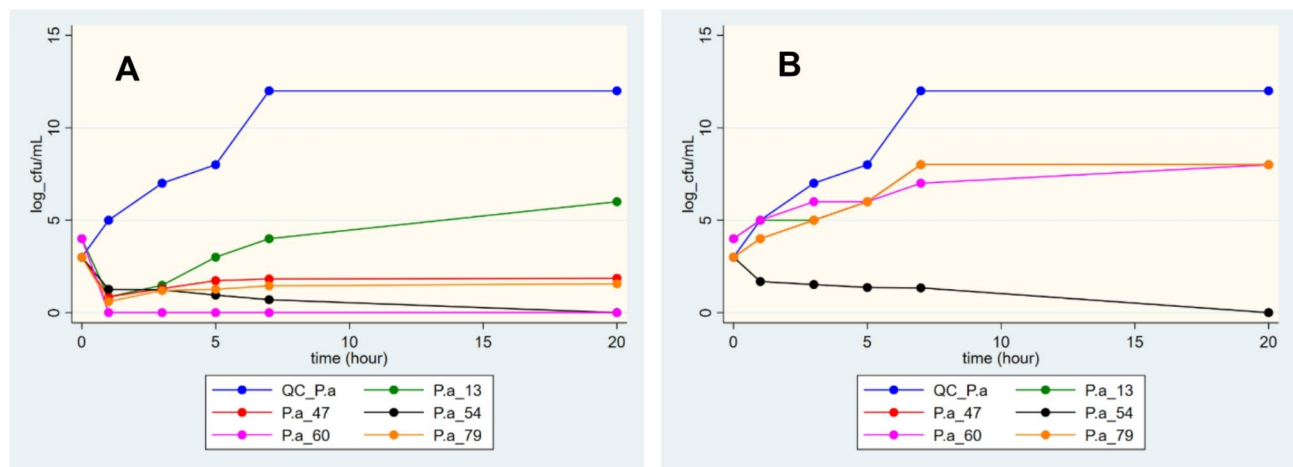 A
log_cfu/mL
15
10
5
0
0 5 10 15 20
time (hour)
QC_P.a P.a_13
P.a_47 P.a_54
P.a_60 P.a_79
B
log_cfu/mL
15
10
5
0
0 5 10 15 20
time (hour)
QC_P.a P.a_13
P.a_47 P.a_54
P.a_60 P.a_79